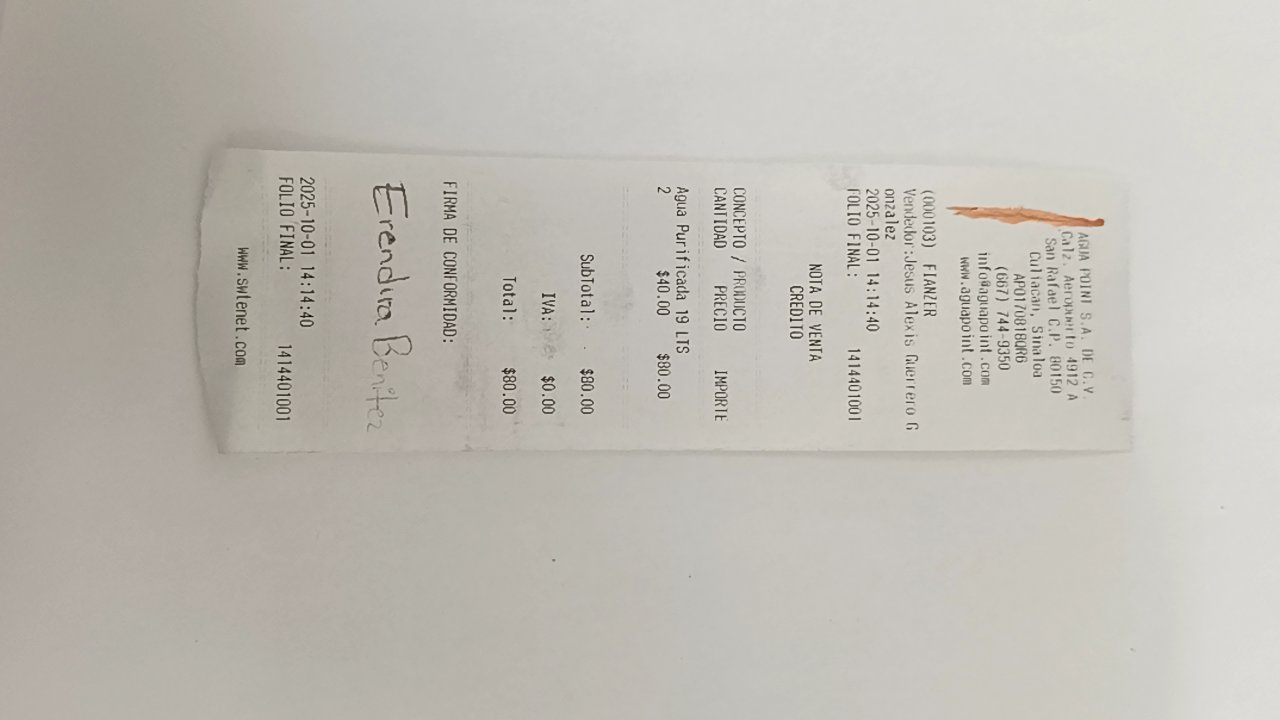 AGUA POINT S.A. DE C.V.
Calz. Aeropuerto 4912 A
San Rafael C.P. 80150
Culiacan, Sinaloa
APO170818QR6
(667) 744-9350
info@aguapoint.com
www.aguapoint.com
(000103) FIANZER
Vendedor:Jesus Alexis Guerrero G
onzalez
2025-10-01 14:14:40
FOLIO FINAL: 1414401001
NOTA DE VENTA
CREDITO
CONCEPTO / PRODUCTO
CANTIDAD PRECIO IMPORTE
Agua Purificada 19 LTS
2 $40.00 $80.00
SubTotal: $80.00
IVA: $0.00
Total: $80.00
FIRMA DE CONFORMIDAD:
Erendira Benitez
2025-10-01 14:14:40
FOLIO FINAL: 1414401001
www.swtenet.com